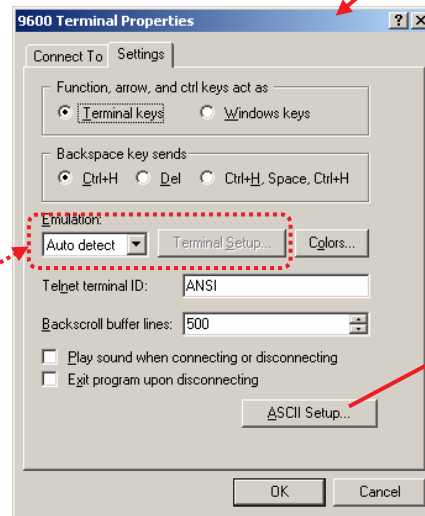 9600 Terminal Properties ? ×
Connect To Settings
Function, arrow, and ctrl keys act as
Terminal keys Windows keys
Backspace key sends
Ctrl+H Del Ctrl+H, Space, Ctrl+H
Emulation:
Auto detect Terminal Setup... Colors...
Telnet terminal ID: ANSI
Backscroll buffer lines: 500
Play sound when connecting or disconnecting
Exit program upon disconnecting
ASCII Setup...
OK Cancel